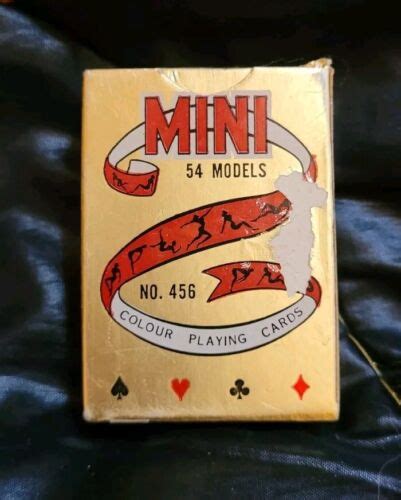 MINI
54 MODELS
NO. 456
COLOUR PLAYING CARDS